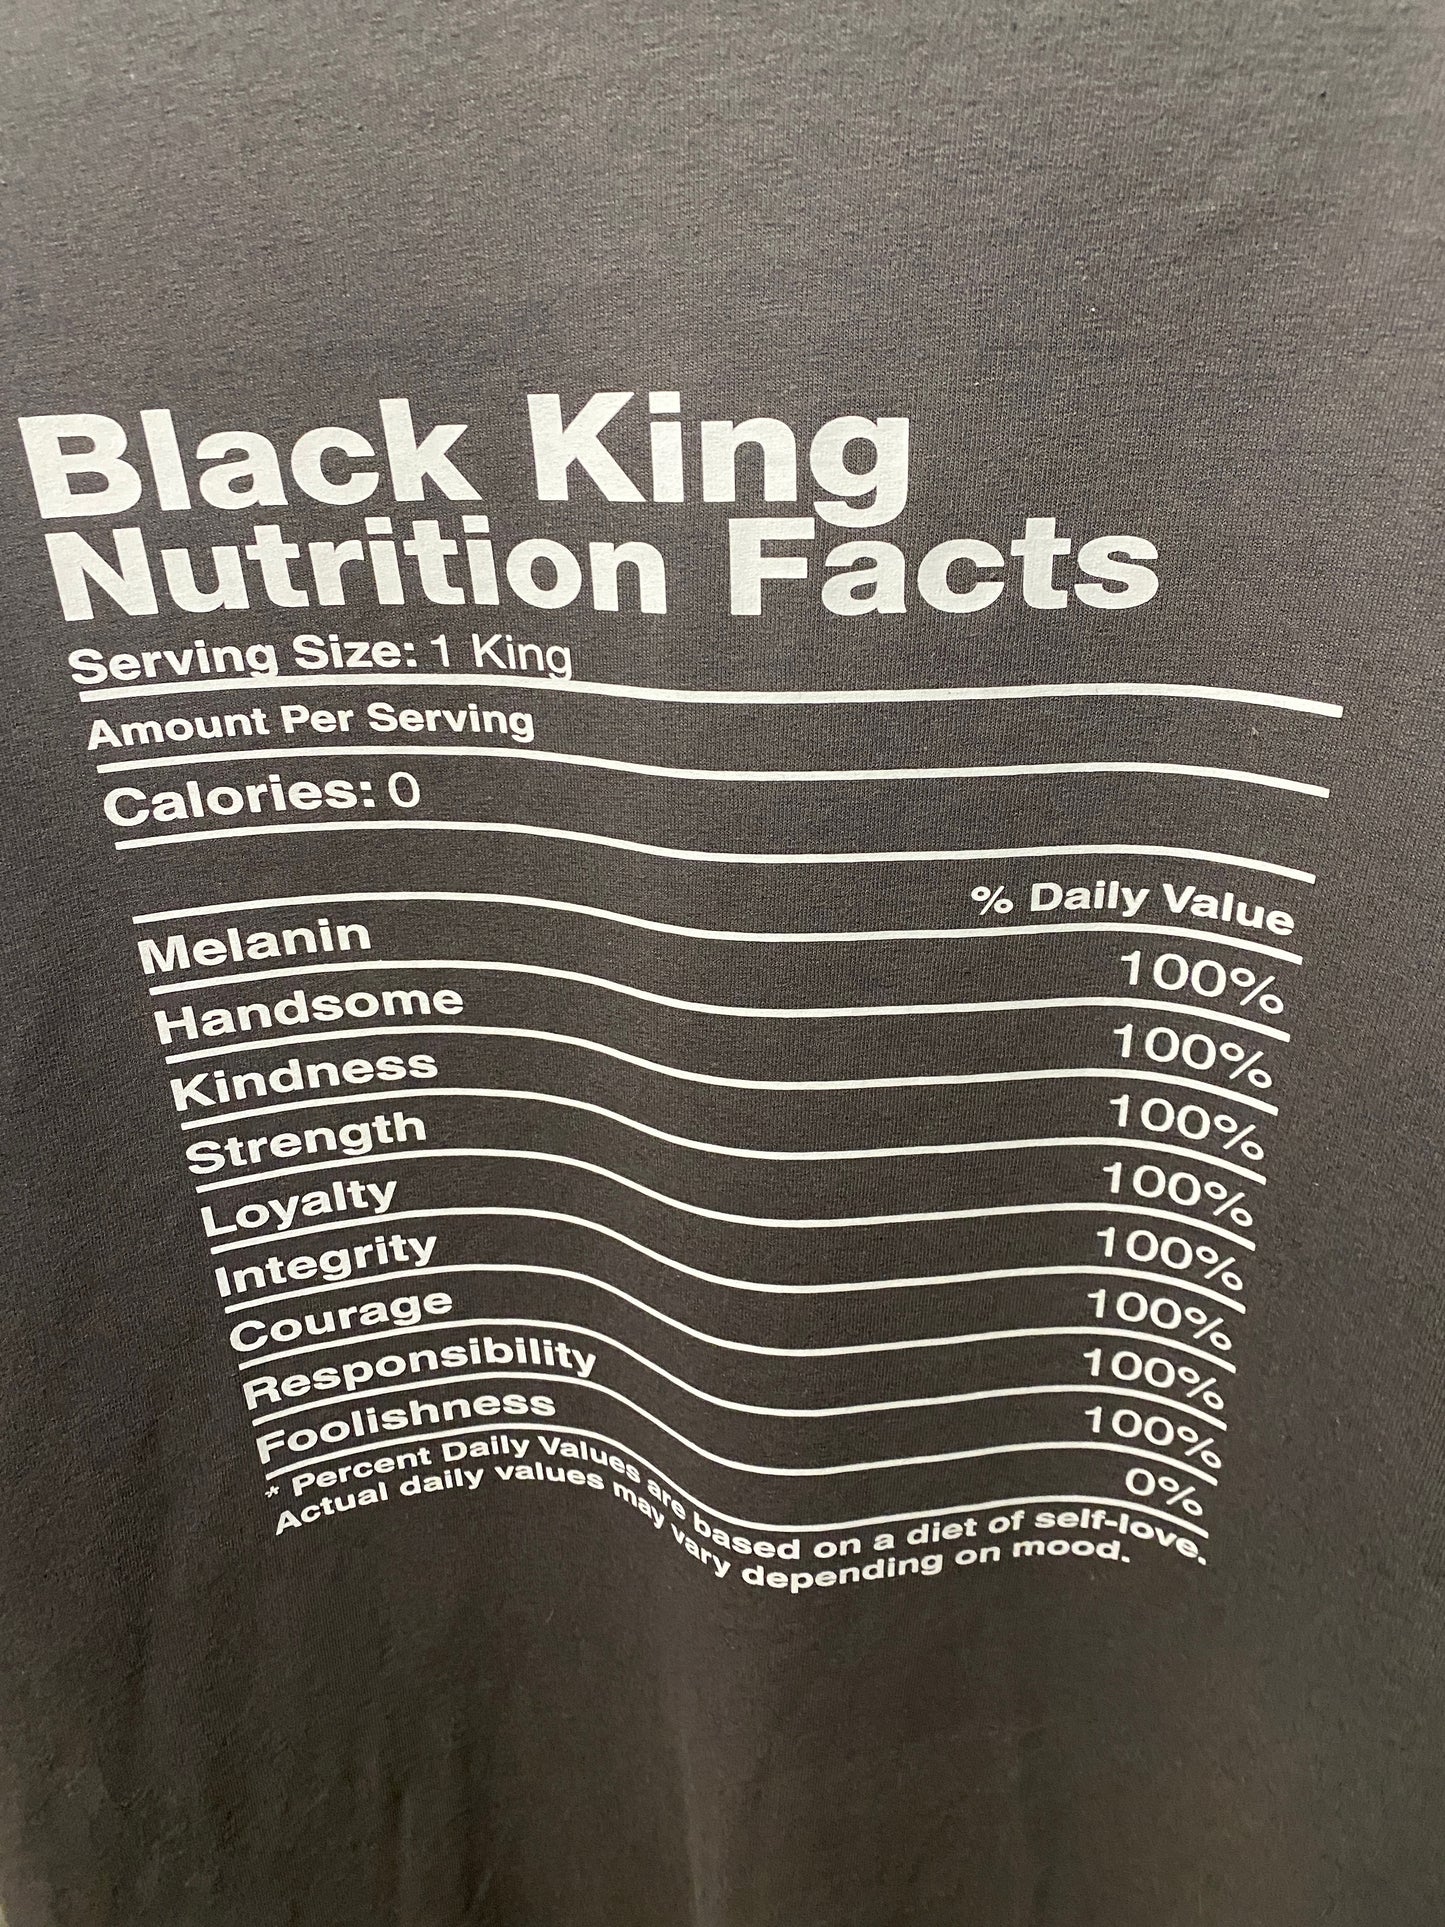 Black King
Nutrition Facts
Serving Size: 1 King
Amount Per Serving
Calories: 0
% Daily Value
Melanin 100%
Handsome 100%
Kindness 100%
Strength 100%
Loyalty 100%
Integrity 100%
Courage 100%
Responsibility 100%
Foolishness 0%
* Percent Daily Values are based on a diet of self-love.
Actual daily values may vary depending on mood.